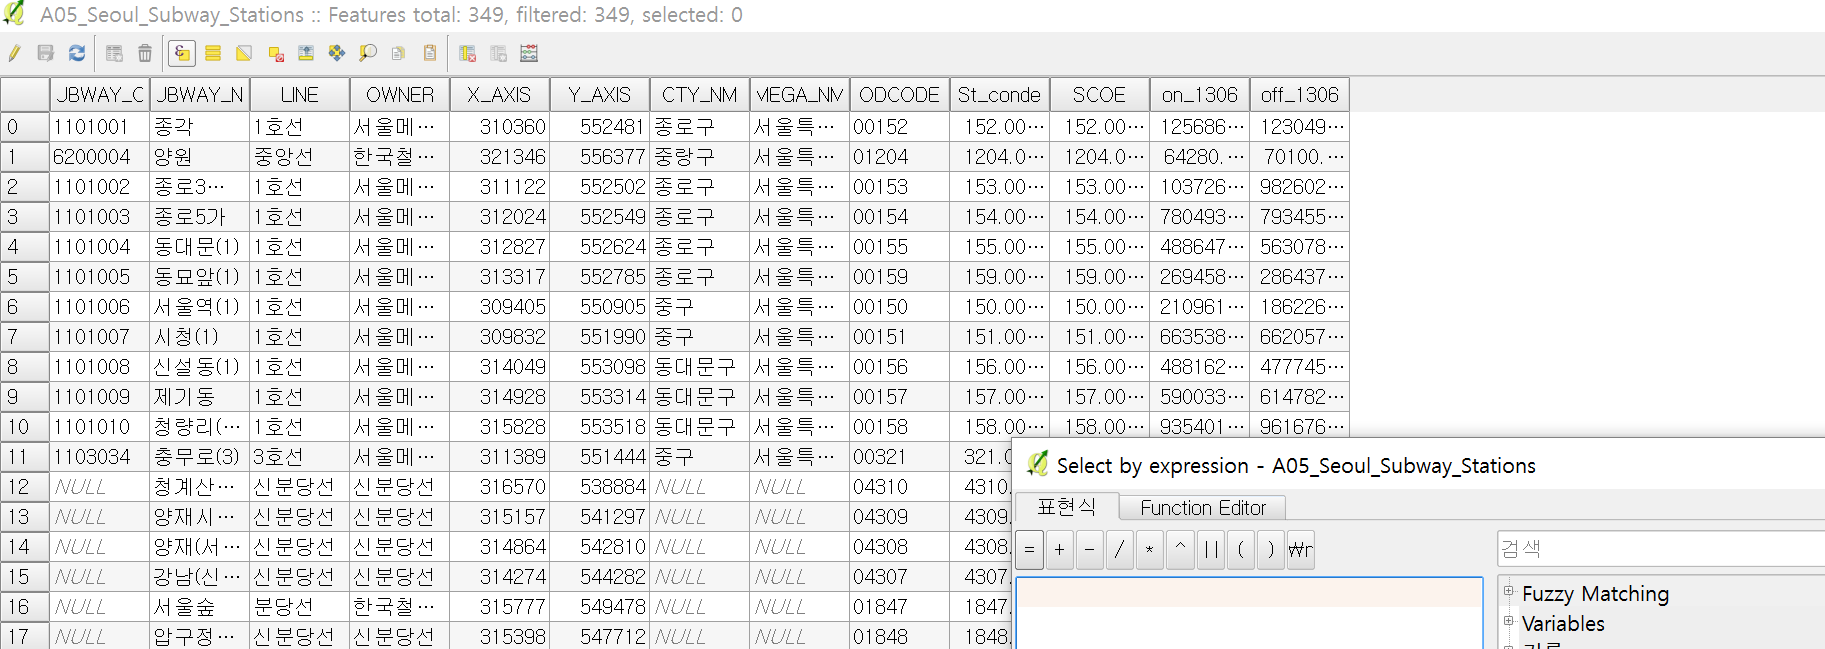 A05_Seoul_Subway_Stations :: Features total: 349, filtered: 349, selected: 0
JBWAY_C JBWAY_N LINE OWNER X_AXIS Y_AXIS CTY_NM MEGA_NM ODCODE St_conde SCOE on_1306 off_1306
0 1101001 종각 1호선 서울메… 310360 552481 종로구 서울특… 00152 152.00… 152.00… 125686… 123049…
1 6200004 양원 중앙선 한국철… 321346 556377 중랑구 서울특… 01204 1204.0… 1204.0… 64280. … 70100. …
2 1101002 종로3… 1호선 서울메… 311122 552502 종로구 서울특… 00153 153.00… 153.00… 103726… 982602…
3 1101003 종로5가 1호선 서울메… 312024 552549 종로구 서울특… 00154 154.00… 154.00… 780493… 793455…
4 1101004 동대문(1) 1호선 서울메… 312827 552624 종로구 서울특… 00155 155.00… 155.00… 488647… 563078…
5 1101005 동묘앞(1) 1호선 서울메… 313317 552785 종로구 서울특… 00159 159.00… 159.00… 269458… 286437…
6 1101006 서울역(1) 1호선 서울메… 309405 550905 중구 서울특… 00150 150.00… 150.00… 210961… 186226…
7 1101007 시청(1) 1호선 서울메… 309832 551990 중구 서울특… 00151 151.00… 151.00… 663538… 662057…
8 1101008 신설동(1) 1호선 서울메… 314049 553098 동대문구 서울특… 00156 156.00… 156.00… 488162… 477745…
9 1101009 제기동 1호선 서울메… 314928 553314 동대문구 서울특… 00157 157.00… 157.00… 590033… 614782…
10 1101010 청량리(… 1호선 서울메… 315828 553518 동대문구 서울특… 00158 158.00… 158.00… 935401… 961676…
11 1103034 충무로(3) 3호선 서울메… 311389 551444 중구 서울특… 00321 321.0
12 NULL 청계산… 신분당선 신분당선 316570 538884 NULL NULL 04310 4310.
13 NULL 양재시… 신분당선 신분당선 315157 541297 NULL NULL 04309 4309.
14 NULL 양재(서… 신분당선 신분당선 314864 542810 NULL NULL 04308 4308.
15 NULL 강남(신… 신분당선 신분당선 314274 544282 NULL NULL 04307 4307.
16 NULL 서울숲 분당선 한국철… 315777 549478 NULL NULL 01847 1847.
17 NULL 압구정… 신분당선 신분당선 315398 547712 NULL NULL 01848 1848.
Select by expression - A05_Seoul_Subway_Stations
표현식 Function Editor
= + - / * ^ || ( ) ₩n
검색
Fuzzy Matching
Variables